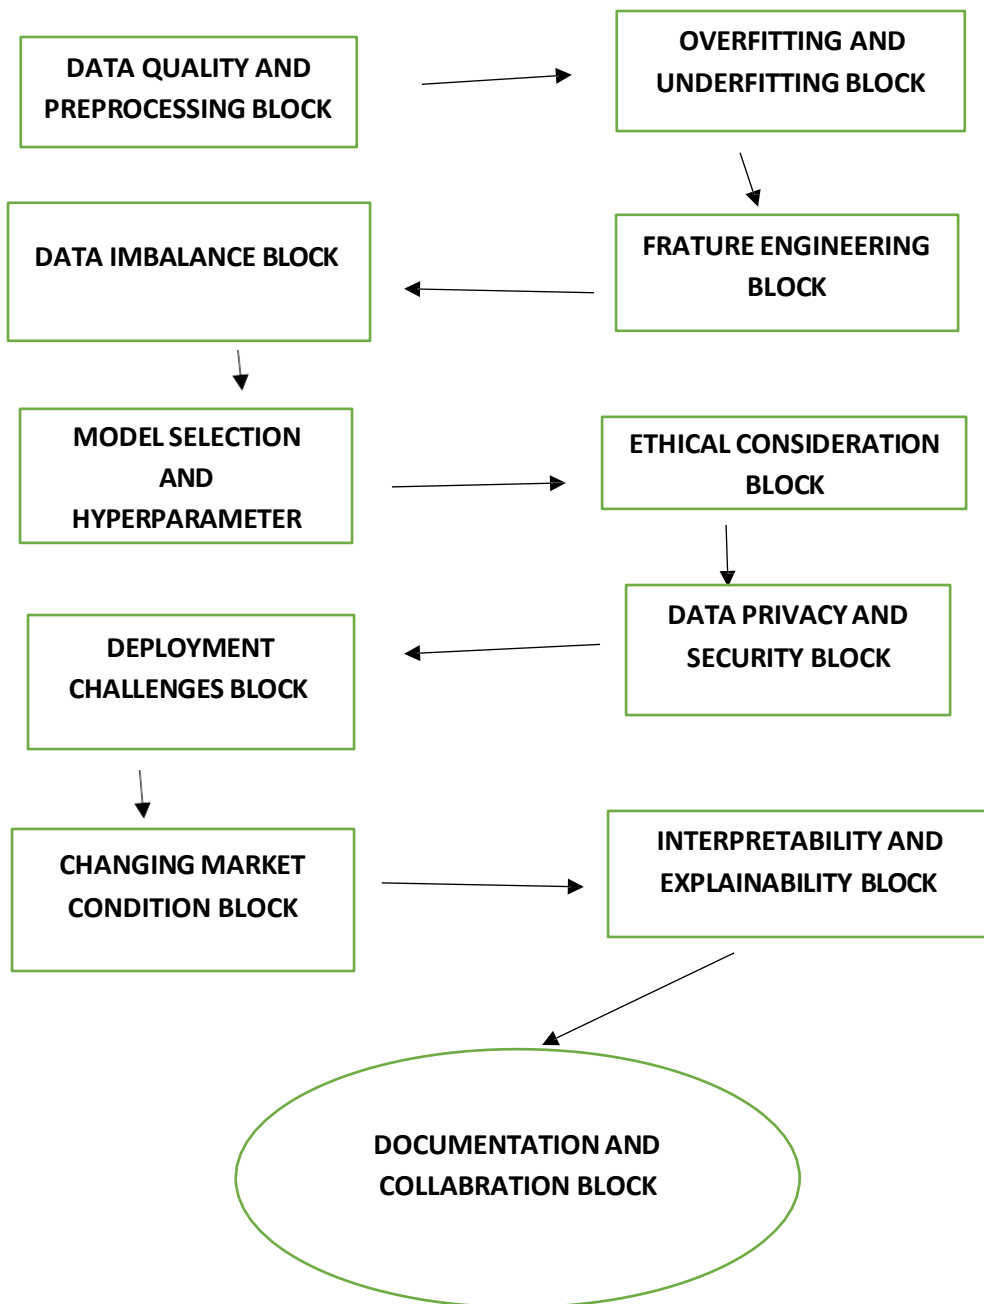 DATA QUALITY AND
PREPROCESSING BLOCK
OVERFITTING AND
UNDERFITTING BLOCK
FRATURE ENGINEERING
BLOCK
DATA IMBALANCE BLOCK
MODEL SELECTION
AND
HYPERPARAMETER
ETHICAL CONSIDERATION
BLOCK
DATA PRIVACY AND
SECURITY BLOCK
DEPLOYMENT
CHALLENGES BLOCK
CHANGING MARKET
CONDITION BLOCK
INTERPRETABILITY AND
EXPLAINABILITY BLOCK
DOCUMENTATION AND
COLLABRATION BLOCK